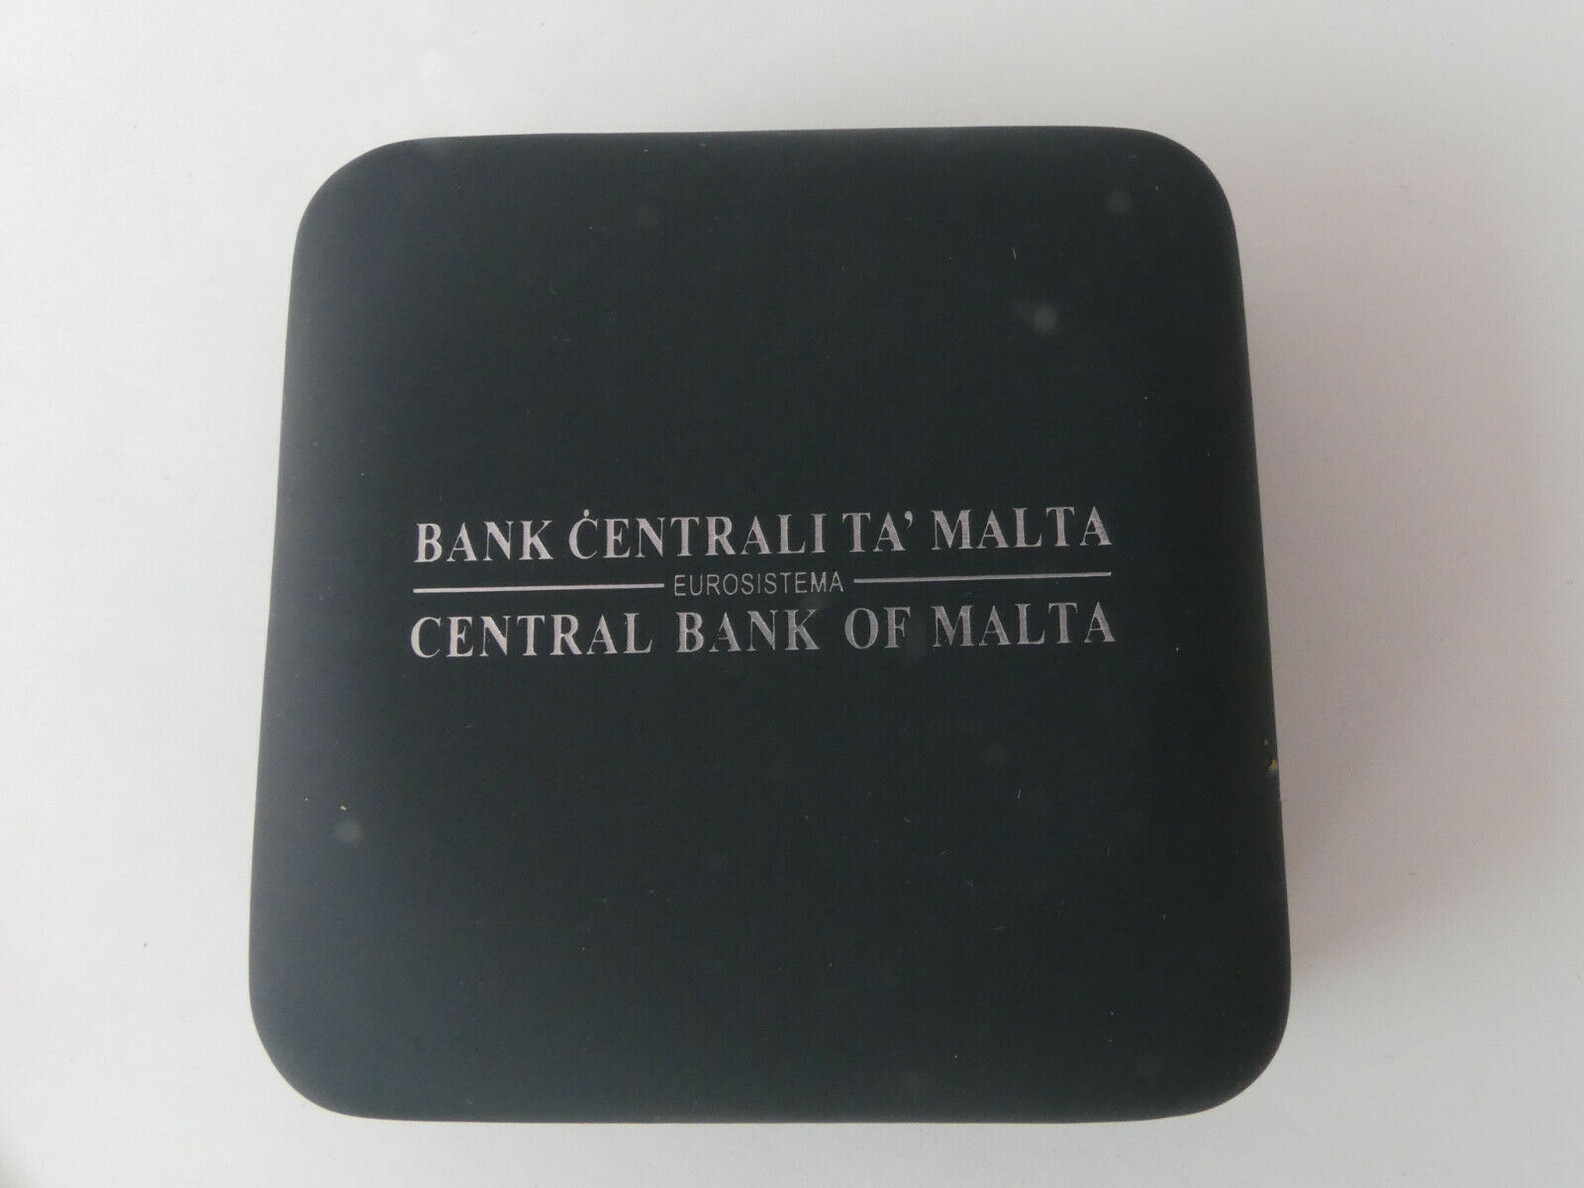 BANK ĊENTRALI TA’ MALTA
EUROSISTEMA
CENTRAL BANK OF MALTA